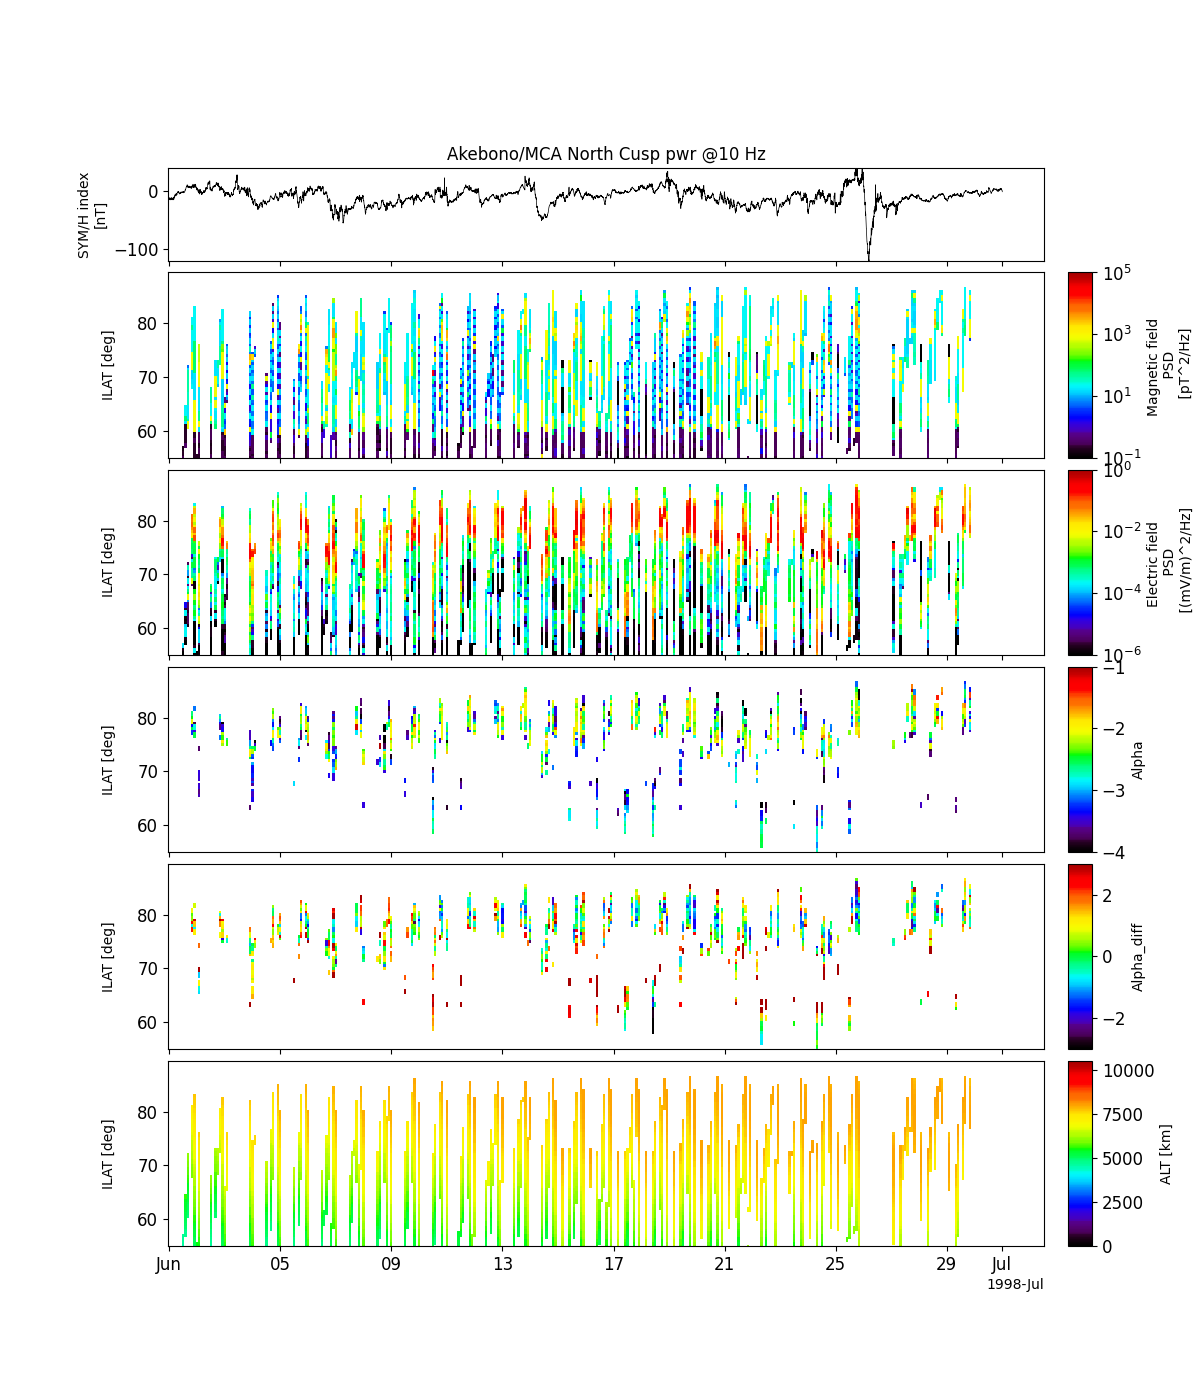 Akebono/MCA North Cusp pwr @10 Hz
SYM/H index
[nT]
0
−100
ILAT [deg]
80
70
60
10^5
10^3
10^1
10^-1
Magnetic field
PSD
[pT^2/Hz]
ILAT [deg]
80
70
60
10^0
10^-2
10^-4
10^-6
Electric field
PSD
[(mV/m)^2/Hz]
ILAT [deg]
80
70
60
−1
−2
−3
−4
Alpha
ILAT [deg]
80
70
60
2
0
−2
Alpha_diff
ILAT [deg]
80
70
60
10000
7500
5000
2500
0
ALT [km]
Jun 05 09 13 17 21 25 29 Jul
1998-Jul